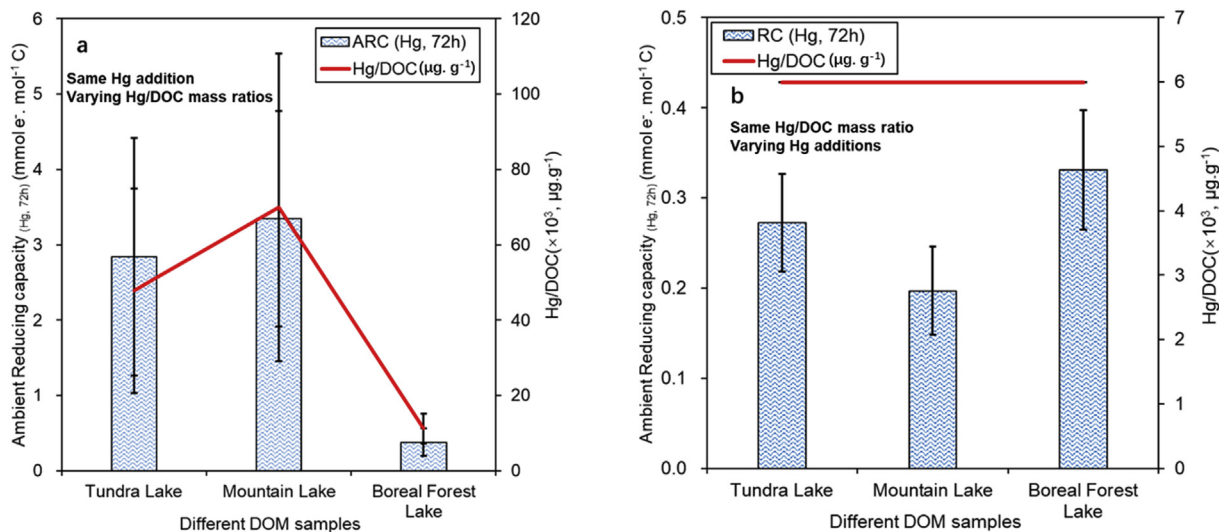 a
ARC (Hg, 72h)
Hg/DOC (µg. g⁻¹)
Same Hg addition
Varying Hg/DOC mass ratios
Ambient Reducing capacity (Hg, 72h) (mmol e⁻. mol⁻¹ C)
6
5
4
3
2
1
0
120
100
80
60
40
20
0
Hg/DOC(×10³, µg.g⁻¹)
Tundra Lake
Mountain Lake
Boreal Forest
Lake
Different DOM samples
RC (Hg, 72h)
Hg/DOC (µg. g⁻¹)
b
Same Hg/DOC mass ratio
Varying Hg additions
Ambient Reducing capacity (Hg, 72h) (mmol e⁻. mol⁻¹ C)
0.5
0.4
0.3
0.2
0.1
0.0
7
6
5
4
3
2
1
0
Hg/DOC(×10³, µg.g⁻¹)
Tundra Lake
Mountain Lake
Boreal Forest
Lake
Different DOM samples